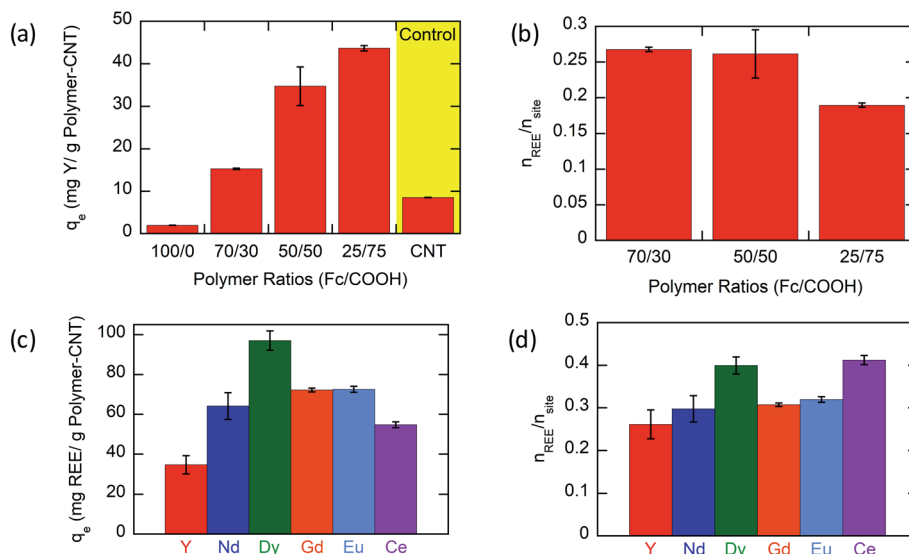 (a)
q_e (mg Y/ g Polymer-CNT)
50
40
30
20
10
0
Control
100/0 70/30 50/50 25/75 CNT
Polymer Ratios (Fc/COOH)
(b)
n_REE/n_site
0.3
0.25
0.2
0.15
0.1
0.05
0
70/30 50/50 25/75
Polymer Ratios (Fc/COOH)
(c)
q_e (mg REE/ g Polymer-CNT)
100
80
60
40
20
0
Y Nd Dy Gd Eu Ce
(d)
n_REE/n_site
0.5
0.4
0.3
0.2
0.1
0
Y Nd Dy Gd Eu Ce